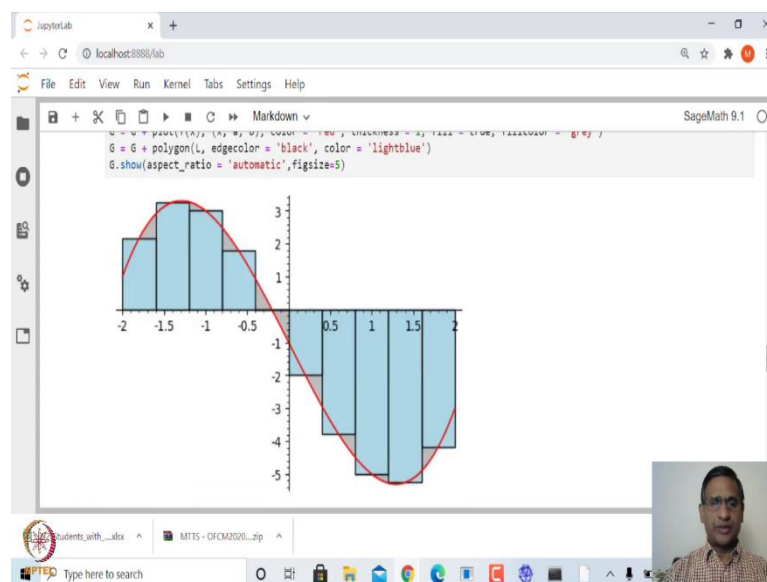 JupyterLab
localhost:8888/lab
M
File Edit View Run Kernel Tabs Settings Help
Markdown
SageMath 9.1
G = G + polygon(L, edgecolor = 'black', color = 'lightblue')
G.show(aspect_ratio = 'automatic',figsize=5)
3
2
1
-2 -1.5 -1 -0.5 0.5 1 1.5 2
-1
-2
-3
-4
-5
MTTS - OFCM2020...zip
NPTEL
Type here to search